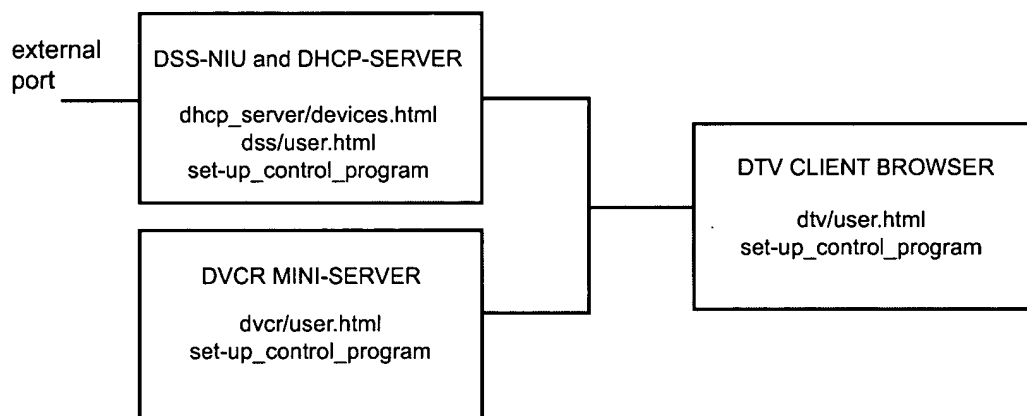 external
port
DSS-NIU and DHCP-SERVER
dhcp_server/devices.html
dss/user.html
set-up_control_program
DVCR MINI-SERVER
dvcr/user.html
set-up_control_program
DTV CLIENT BROWSER
dtv/user.html
set-up_control_program